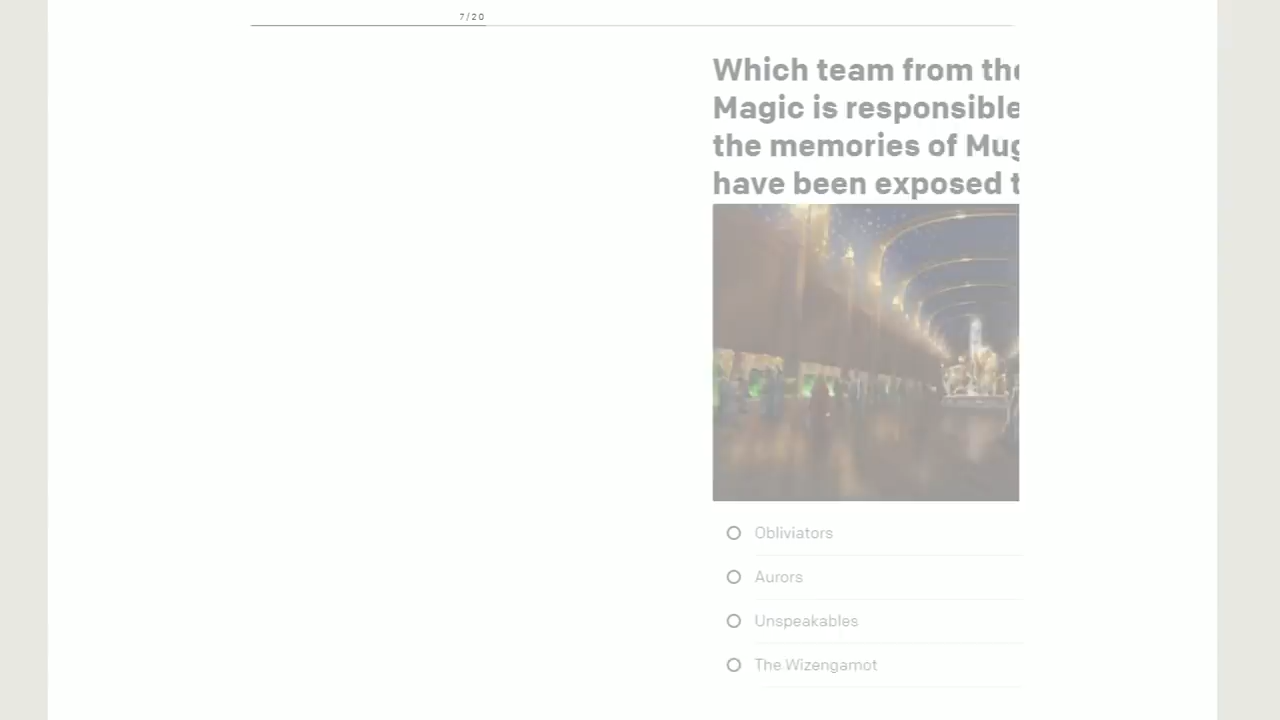 7/20
Which team from the
Magic is responsible
the memories of
have been exposed
Obliviators
Aurors
Unspeakables
The Wizengamot